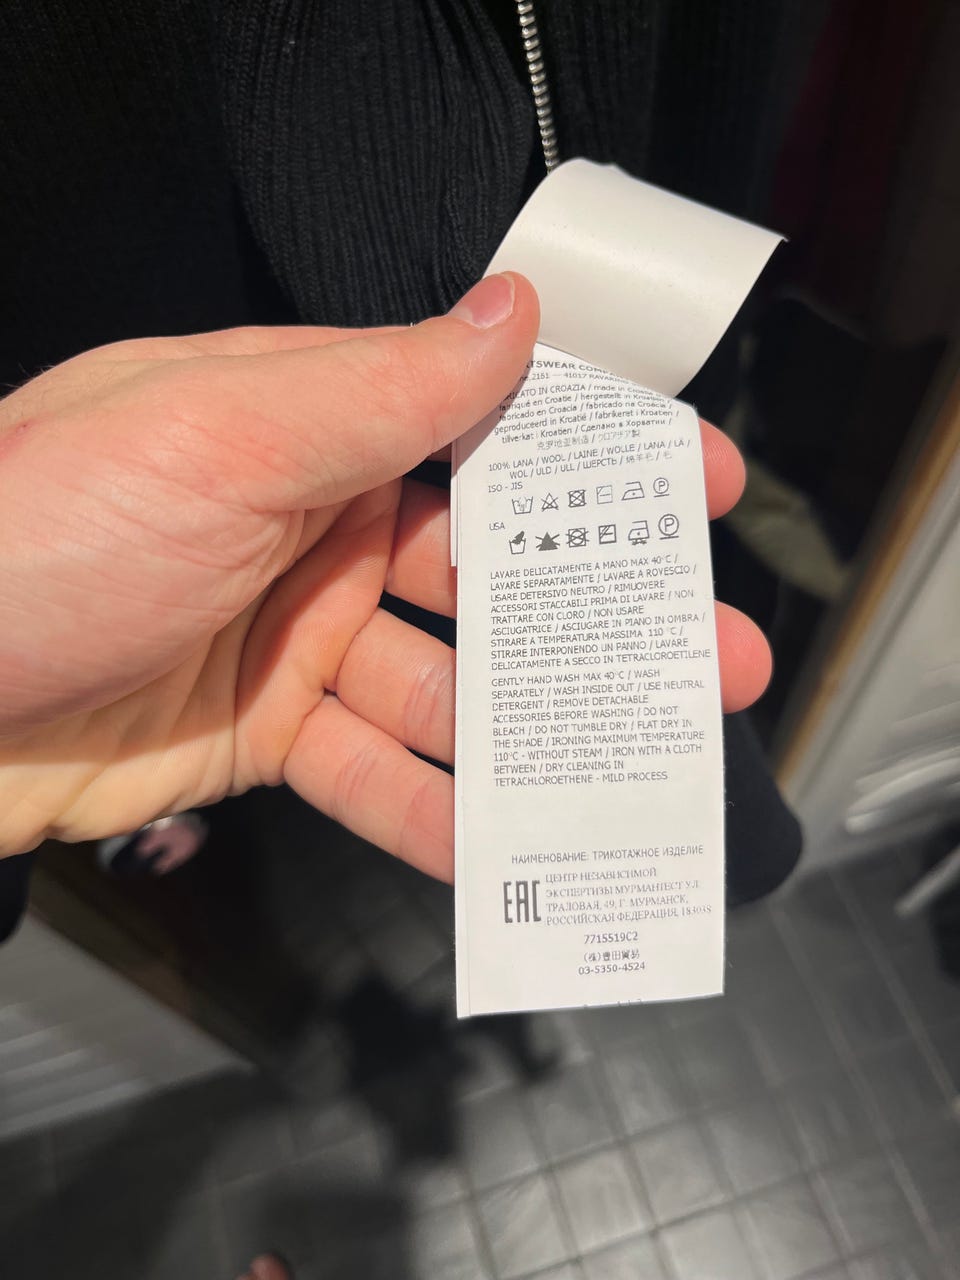 TSWEAR COMP
2161 — 41017 RAVARINO
CATO IN CROAZIA / made in Croatia
fabriqué en Croatie / hergestellt in Kroatien /
fabricado en Croacia / fabricado na Croácia /
geproduceerd in Kroatië / fabrikeret i Kroatien /
tillverkat i Kroatien / Сделано в Хорватии /
克罗地亚制造 / クロアチア製
100% LANA / WOOL / LAINE / WOLLE / LANA / LÃ /
WOL / ULD / ULL / ШЕРСТЬ / 绵羊毛 / 毛
ISO - JIS
P
USA
P
LAVARE DELICATAMENTE A MANO MAX 40°C /
LAVARE SEPARATAMENTE / LAVARE A ROVESCIO /
USARE DETERSIVO NEUTRO / RIMUOVERE
ACCESSORI STACCABILI PRIMA DI LAVARE / NON
TRATTARE CON CLORO / NON USARE
ASCIUGATRICE / ASCIUGARE IN PIANO IN OMBRA /
STIRARE A TEMPERATURA MASSIMA 110 °C /
STIRARE INTERPONENDO UN PANNO / LAVARE
DELICATAMENTE A SECCO IN TETRACLOROETILENE
GENTLY HAND WASH MAX 40°C / WASH
SEPARATELY / WASH INSIDE OUT / USE NEUTRAL
DETERGENT / REMOVE DETACHABLE
ACCESSORIES BEFORE WASHING / DO NOT
BLEACH / DO NOT TUMBLE DRY / FLAT DRY IN
THE SHADE / IRONING MAXIMUM TEMPERATURE
110°C - WITHOUT STEAM / IRON WITH A CLOTH
BETWEEN / DRY CLEANING IN
TETRACHLOROETHENE - MILD PROCESS
НАИМЕНОВАНИЕ: ТРИКОТАЖНОЕ ИЗДЕЛИЕ
EAC
ЦЕНТР НЕЗАВИСИМОЙ
ЭКСПЕРТИЗЫ МУРМАНТЕСТ УЛ.
ТРАЛОВАЯ, 49, Г. МУРМАНСК,
РОССИЙСКАЯ ФЕДЕРАЦИЯ, 183038
7715519C2
(株)豊田貿易
03-5350-4524